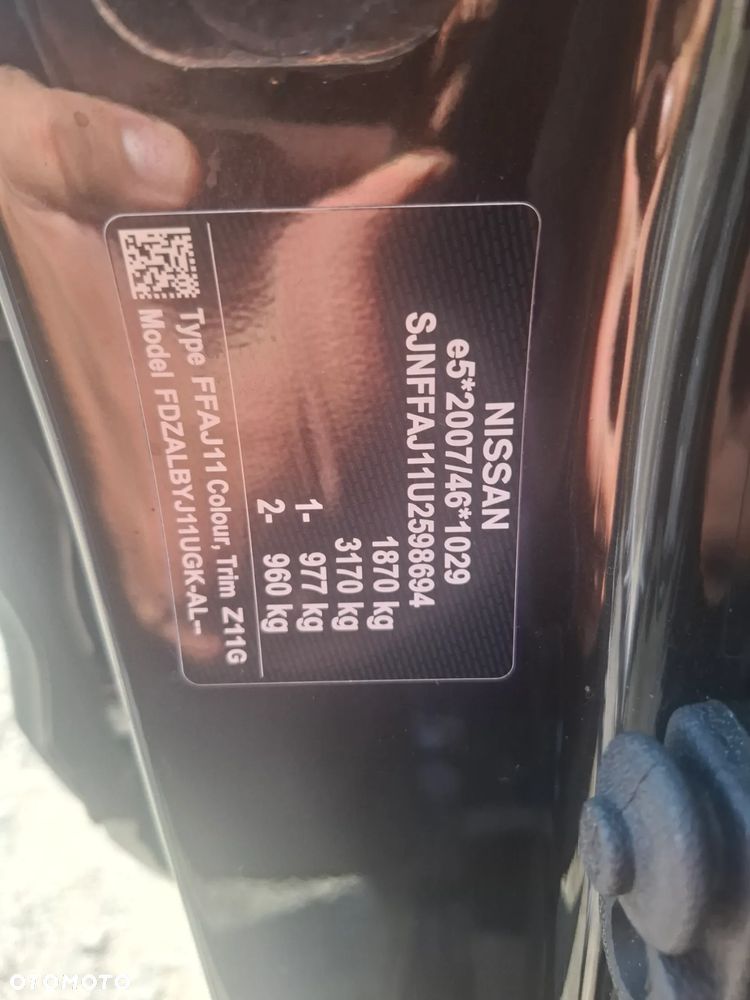 NISSAN
e5*2007/46*1029
SJNFFAJ11U2598694
1870 kg
3170 kg
1- 977 kg
2- 960 kg
Type FFAJ11 Colour, Trim Z11G
Model FDZALBYJ11UGK-AL--
OTOMOTO